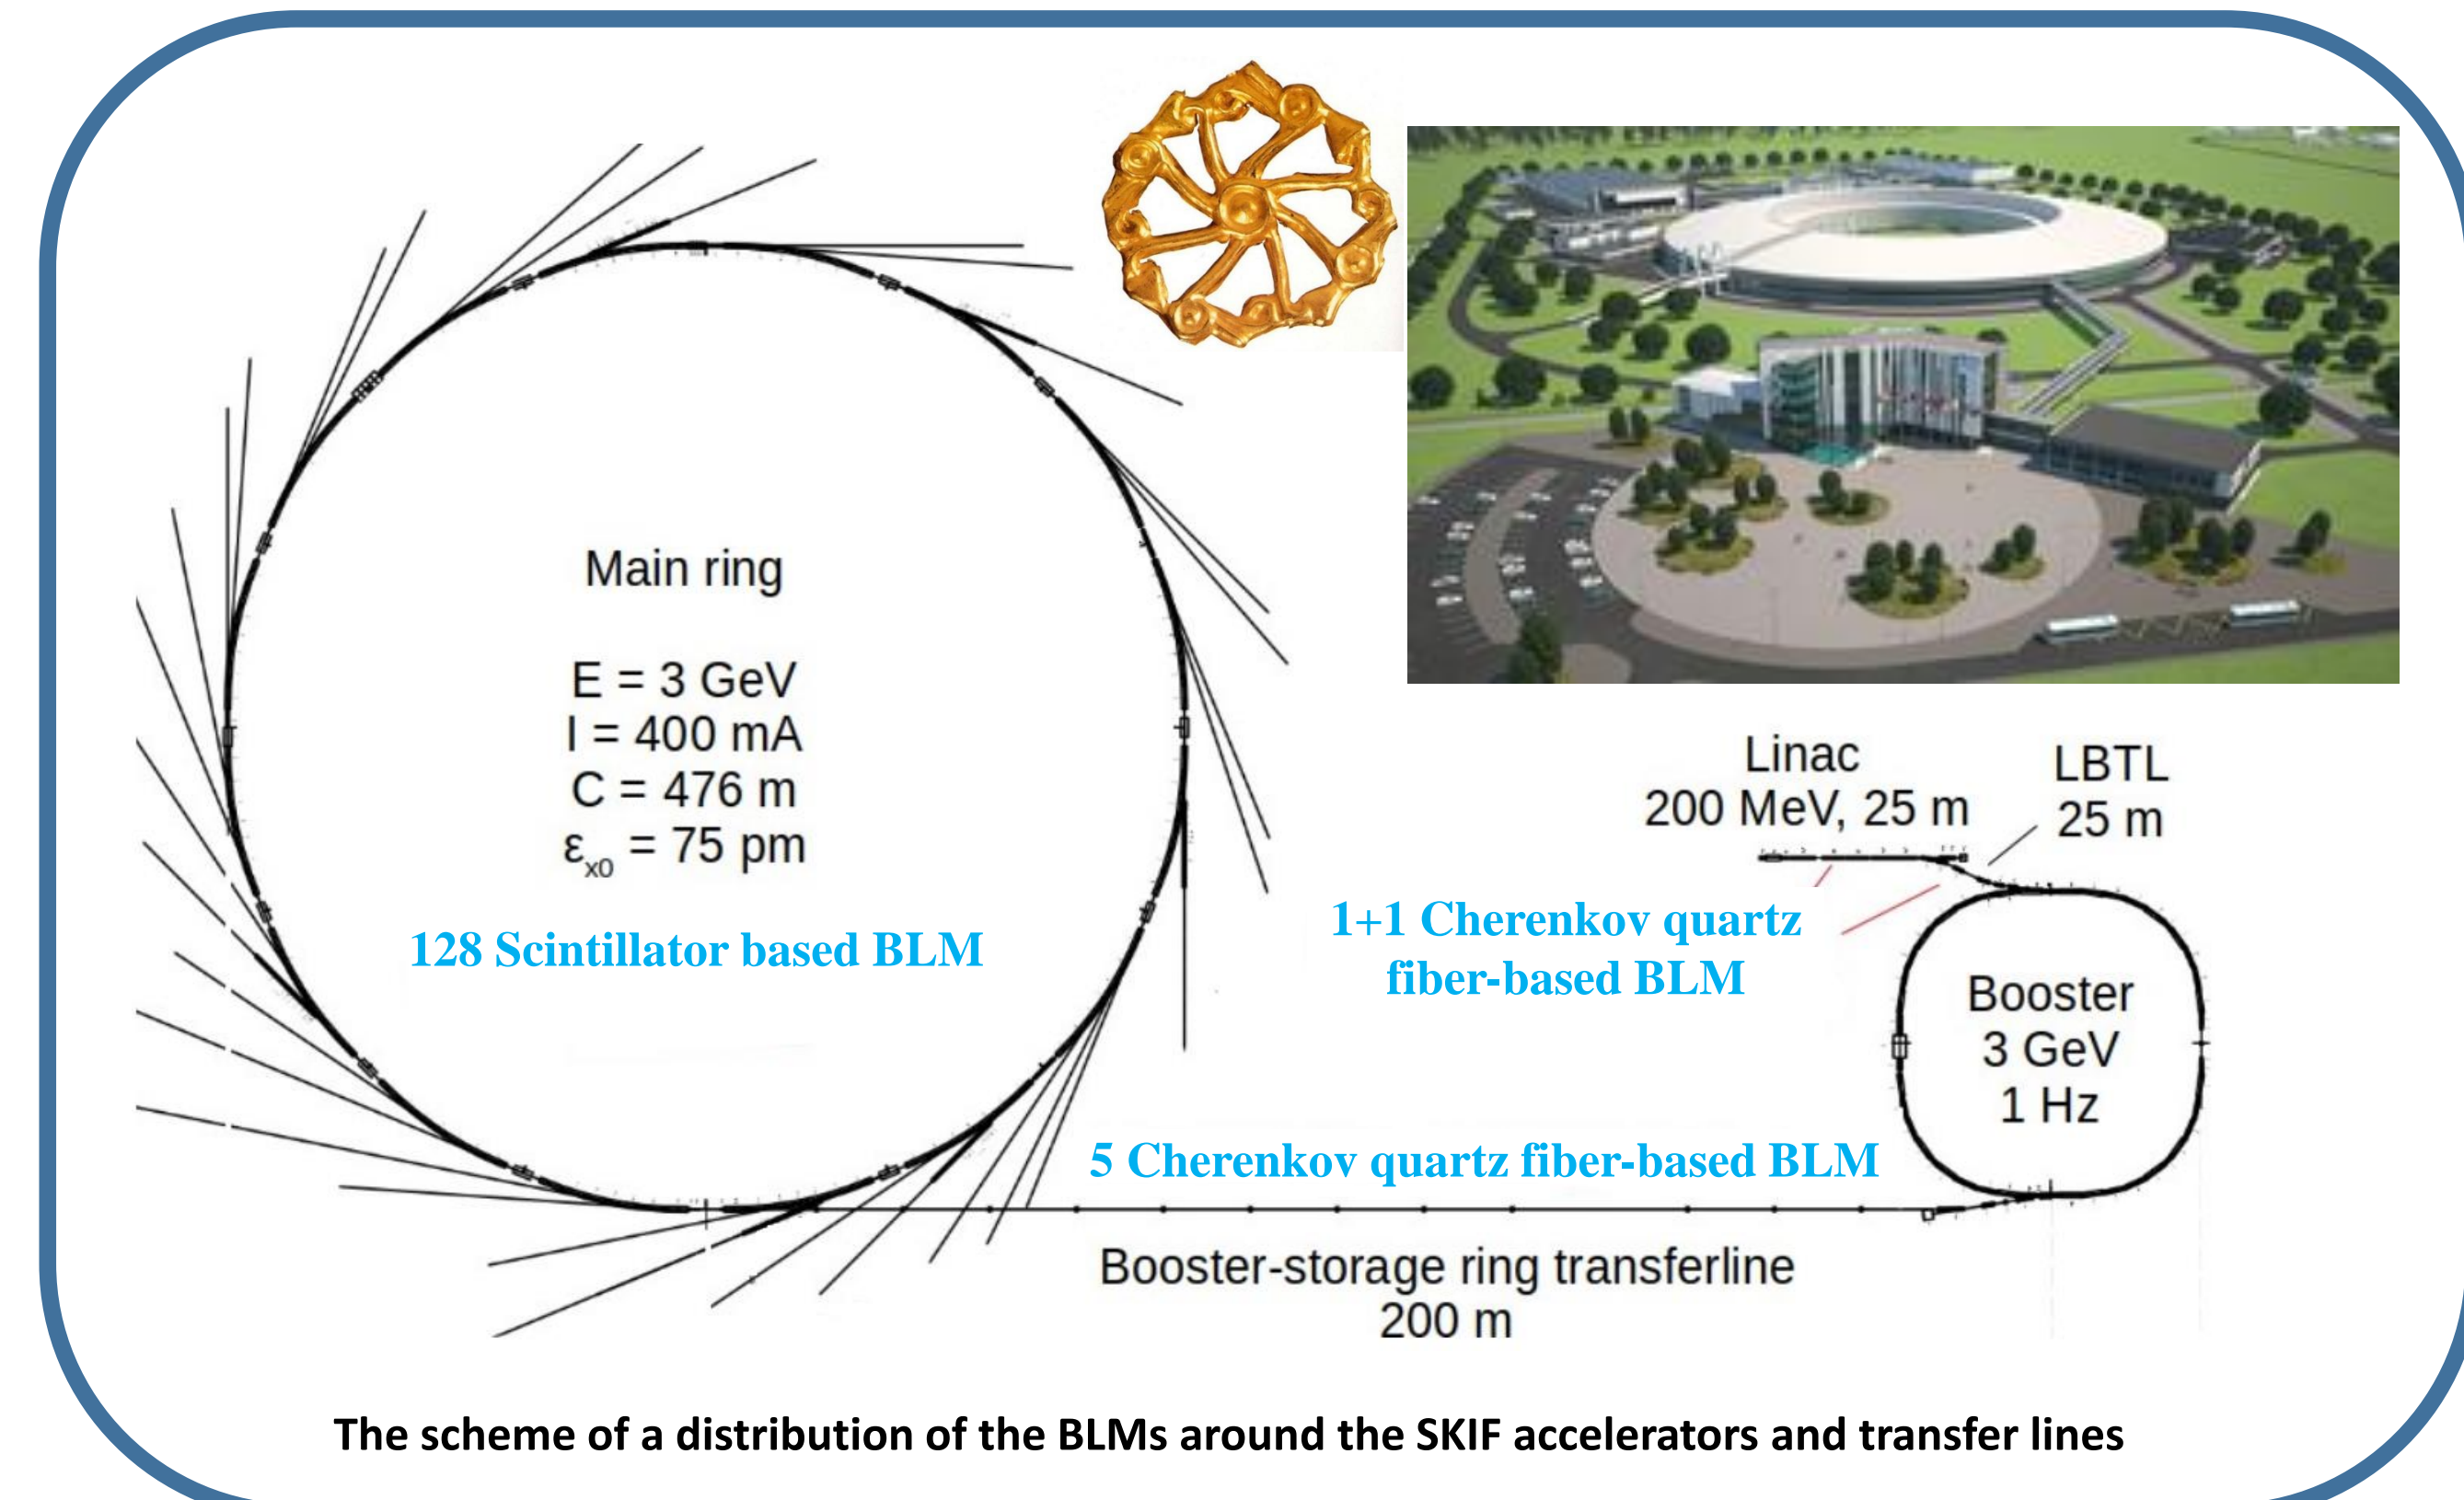 Main ring
E = 3 GeV
I = 400 mA
C = 476 m
εx0 = 75 pm
128 Scintillator based BLM
Linac
200 MeV, 25 m
LBTL
25 m
1+1 Cherenkov quartz
fiber-based BLM
Booster
3 GeV
1 Hz
5 Cherenkov quartz fiber-based BLM
Booster-storage ring transferline
200 m
The scheme of a distribution of the BLMs around the SKIF accelerators and transfer lines